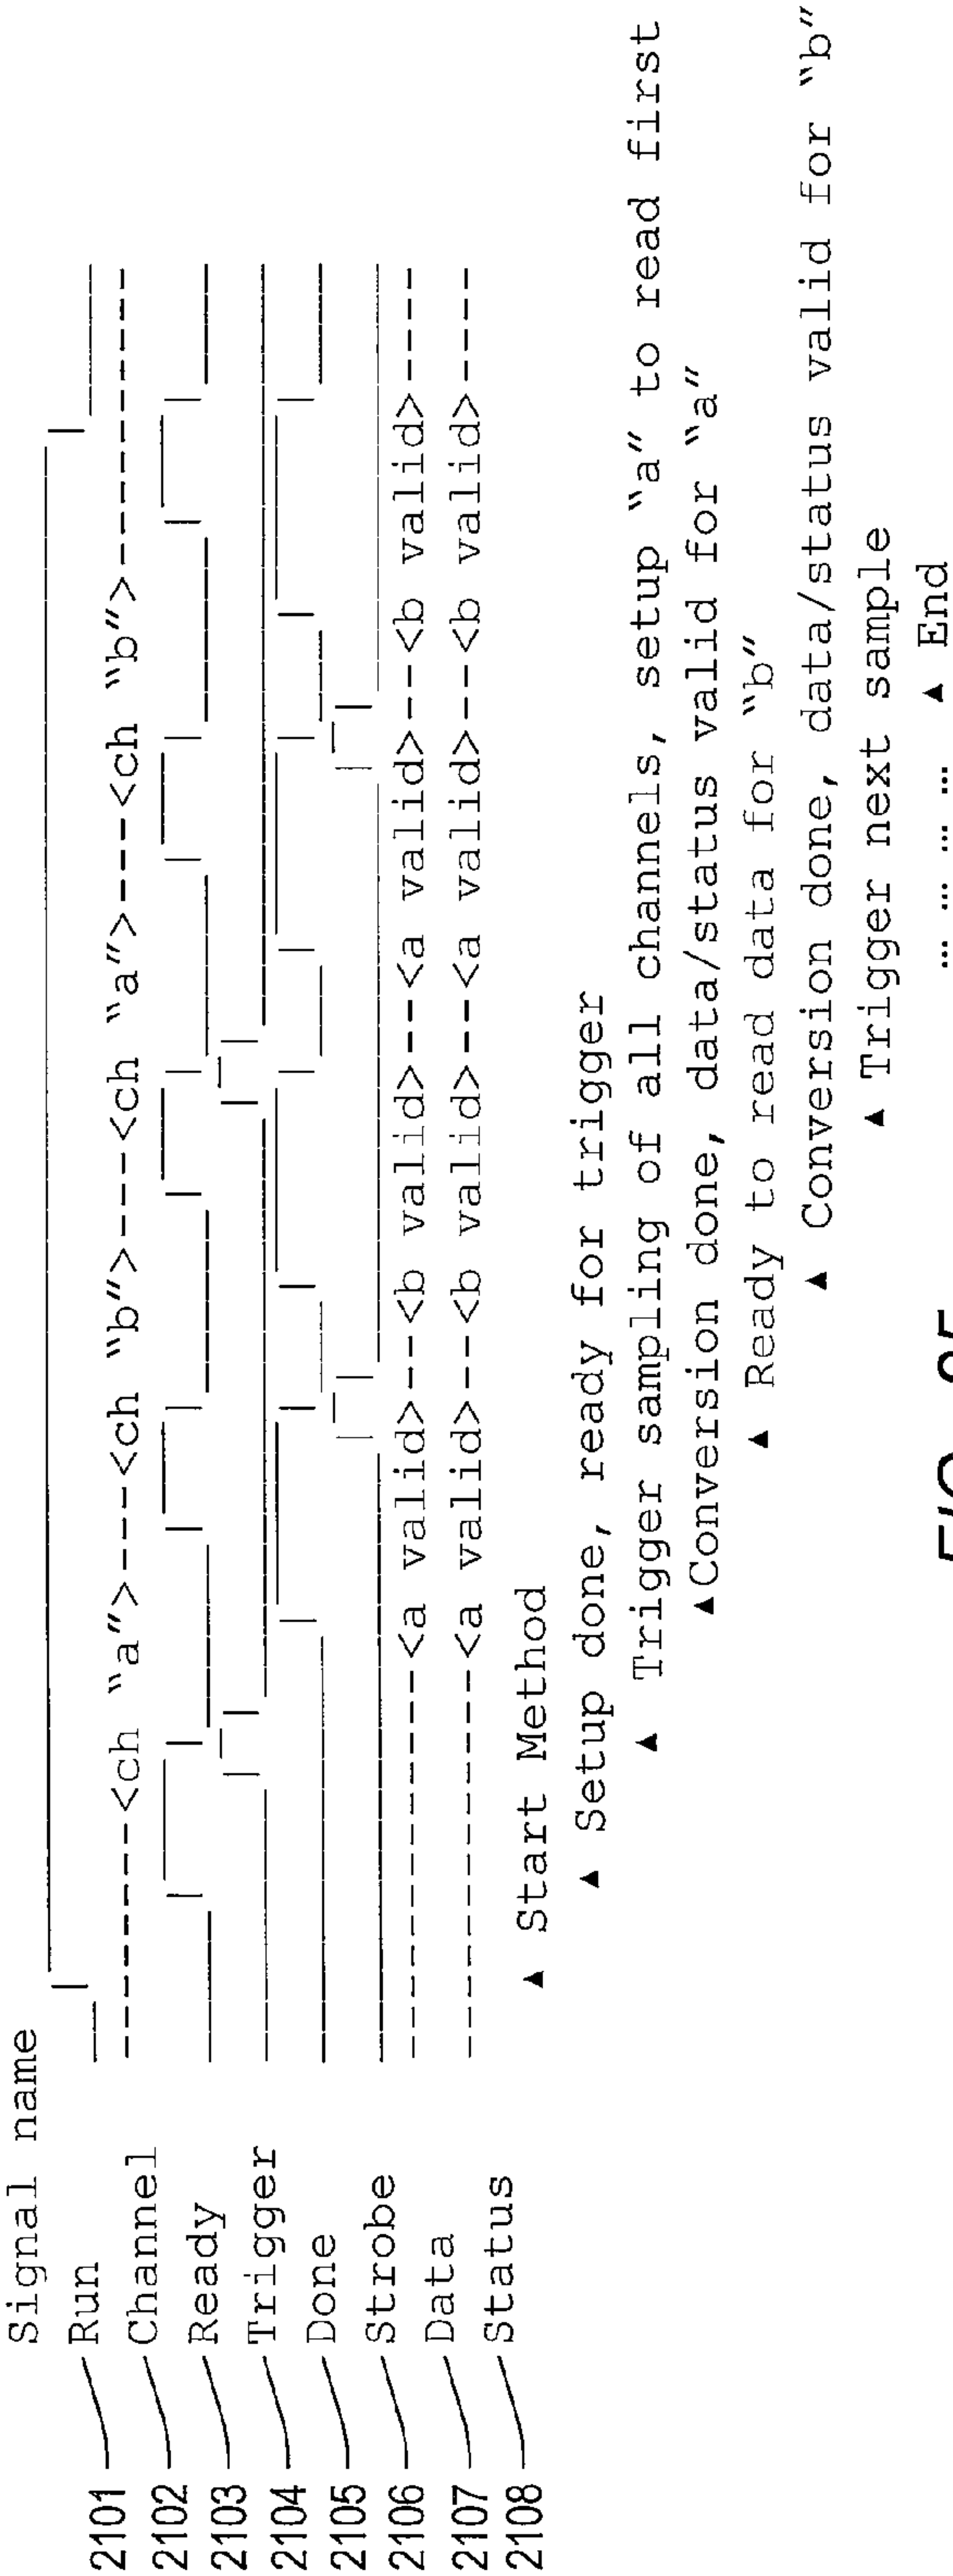 Signal name
2101 Run
2102 Channel <ch "a">-----<ch "b">-----<ch "a">----<ch "b">
2103 Ready
2104 Trigger
2105 Done
2106 Strobe
2107 Data <a valid>---<b valid>---<a valid>---<b valid>
2108 Status <a valid>---<b valid>---<a valid>---<b valid>
▲ Start Method
▲ Setup done, ready for trigger
▲ Trigger sampling of all channels, setup "a" to read first
▲Conversion done, data/status valid for "a"
▲ Ready to read data for "b"
▲ Conversion done, data/status valid for "b"
▲ Trigger next sample
… … … … ▲ End